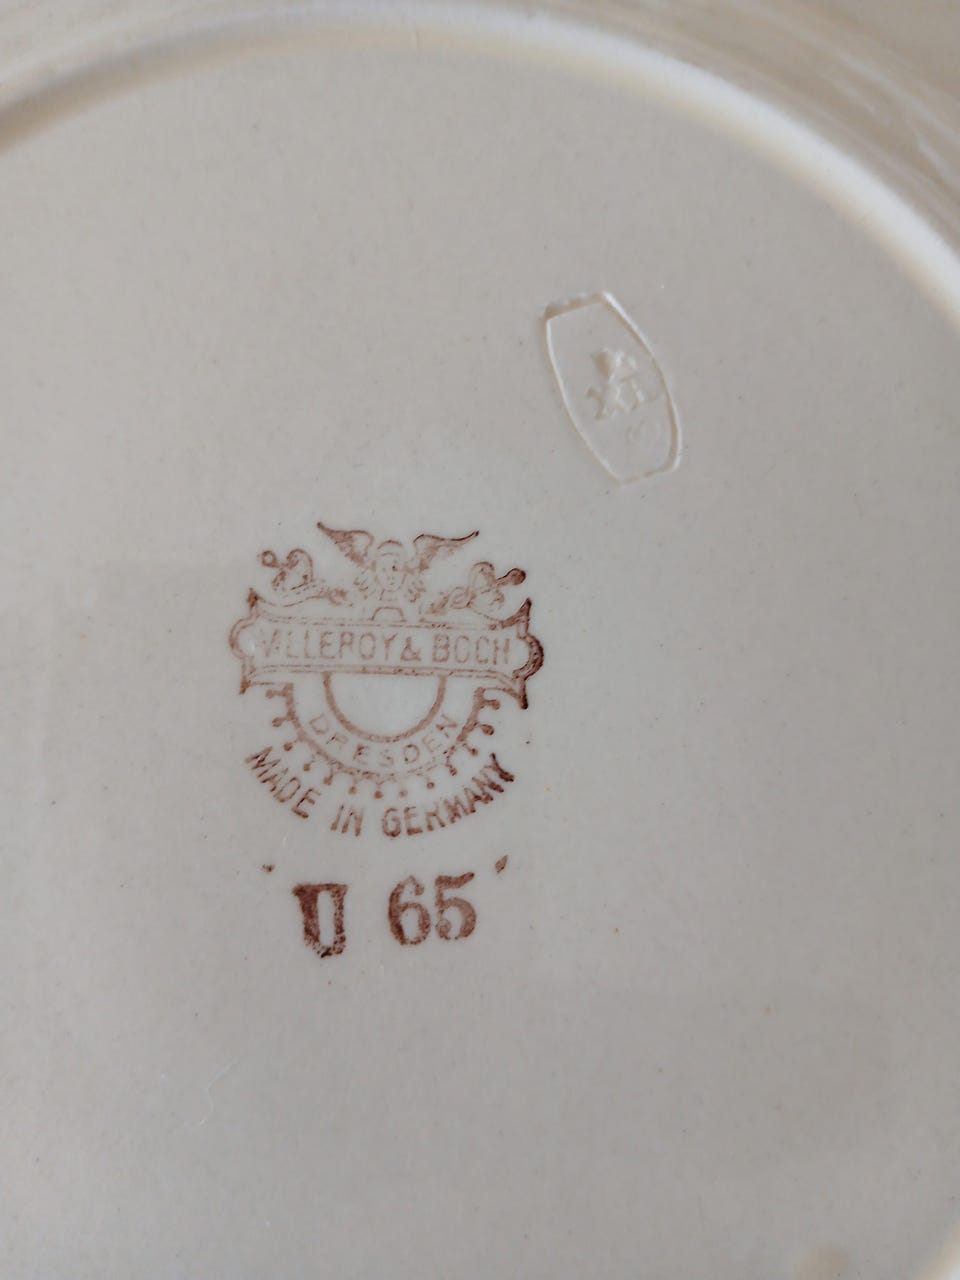 VILLEROY & BOCH
DRESDEN
MADE IN GERMANY
U 65